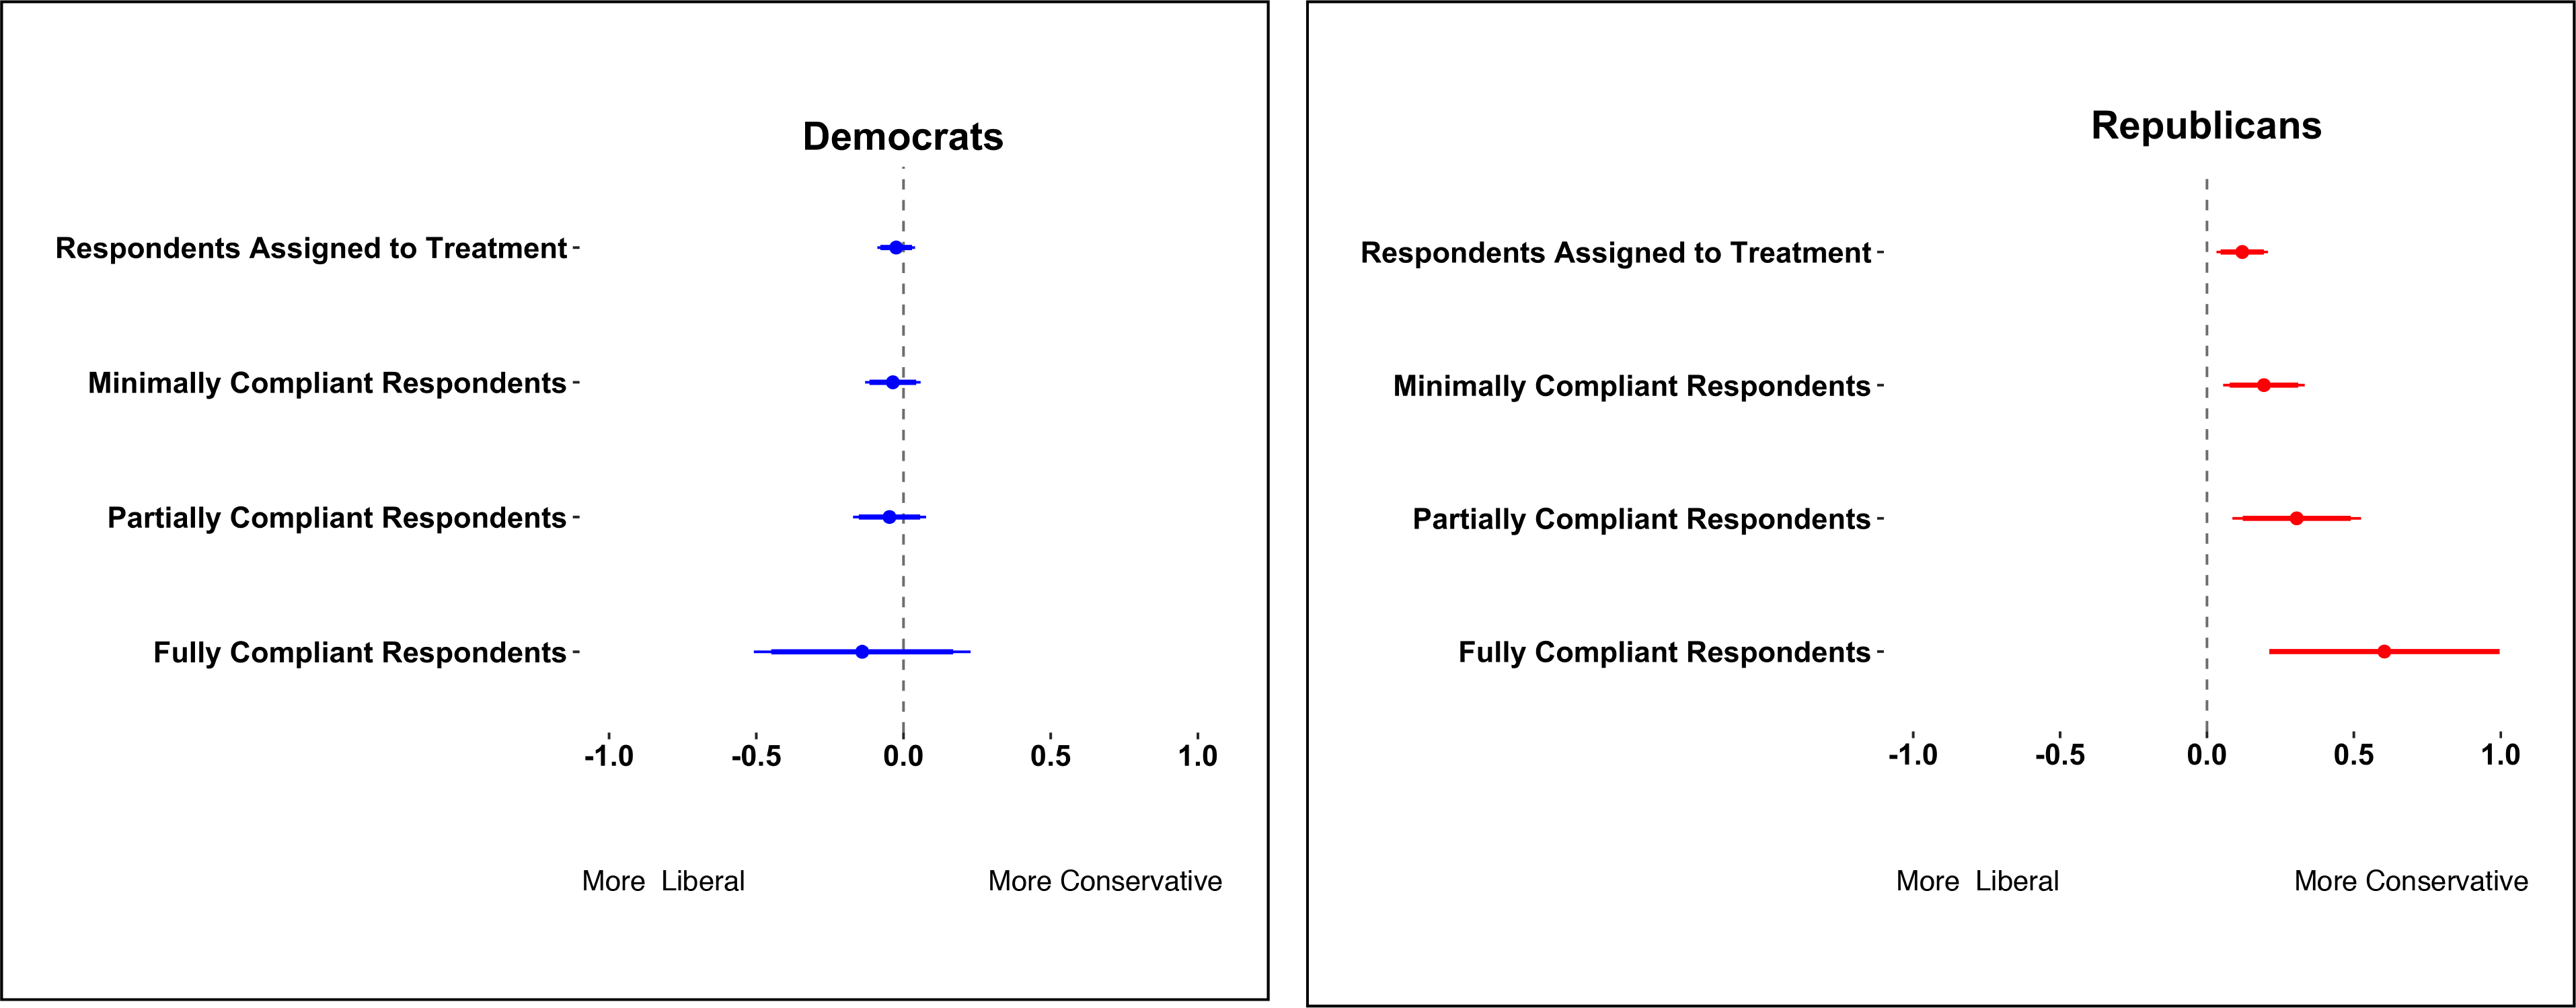 Democrats
Respondents Assigned to Treatment
Minimally Compliant Respondents
Partially Compliant Respondents
Fully Compliant Respondents
-1.0 -0.5 0.0 0.5 1.0
More Liberal More Conservative
Republicans
Respondents Assigned to Treatment
Minimally Compliant Respondents
Partially Compliant Respondents
Fully Compliant Respondents
-1.0 -0.5 0.0 0.5 1.0
More Liberal More Conservative